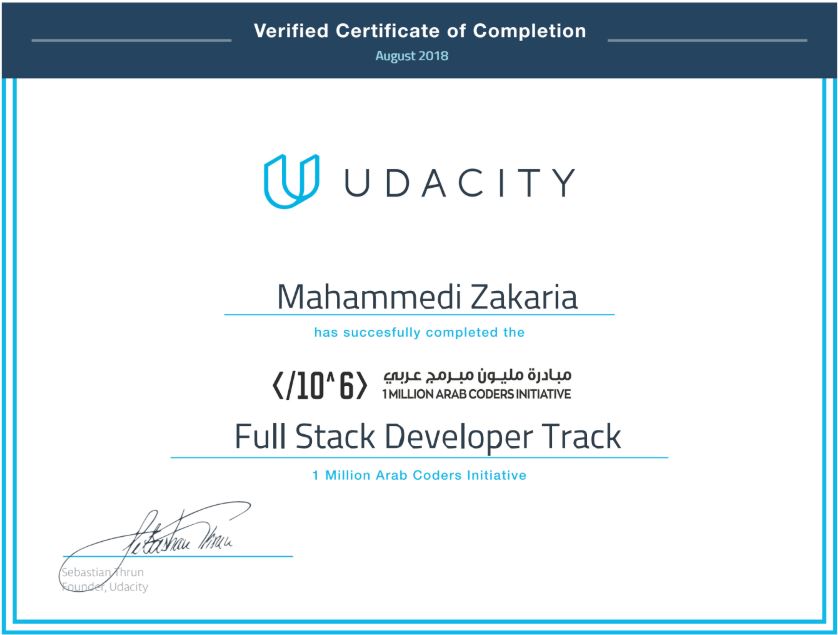 Verified Certificate of Completion
August 2018
UDACITY
Mahammedi Zakaria
has succesfully completed the
</10^6> مبادرة مليون مبرمج عربي
1 MILLION ARAB CODERS INITIATIVE
Full Stack Developer Track
1 Million Arab Coders Initiative
Sebastian Thrun
Sebastian Thrun
Founder, Udacity